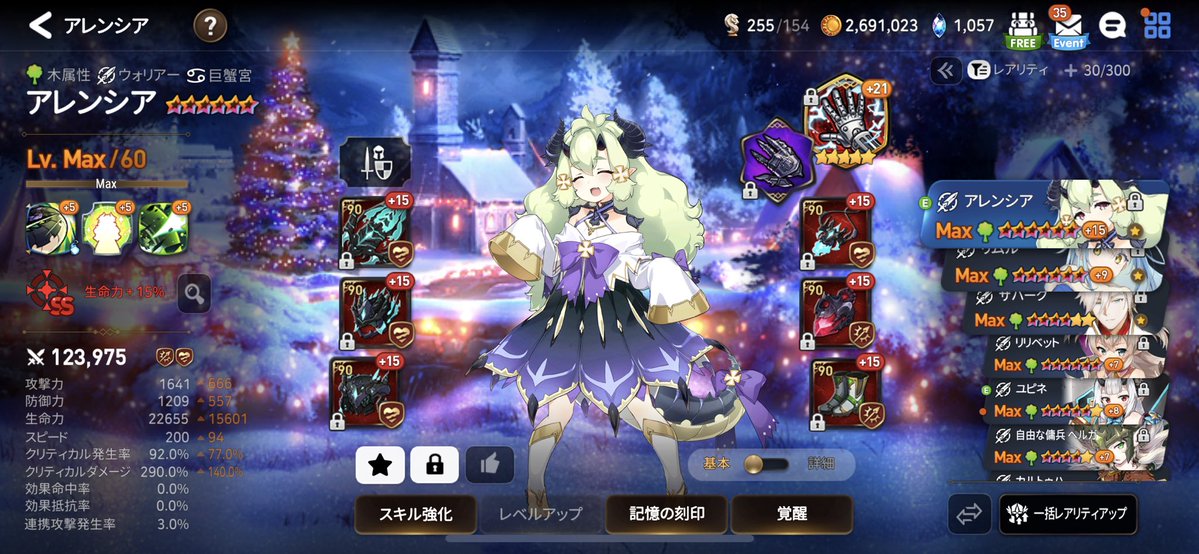 アレンシア
?
255/154
2,691,023
1,057
FREE
35
Event
木属性 ウォリアー 巨蟹宮
アレンシア
Lv. Max/60
Max
+5
+5
+5
SS
生命力+15%
123,975
攻撃力 1641 666
防御力 1209 557
生命力 22655 15601
スピード 200 94
クリティカル発生率 92.0% 77.0%
クリティカルダメージ 290.0% 140.0%
効果命中率 0.0%
効果抵抗率 0.0%
連携攻撃発生率 3.0%
90 +15
90 +15
90 +15
+21
90 +15
90 +15
90 +15
基本 詳細
スキル強化
レベルアップ
記憶の刻印
覚醒
レアリティ
30/300
E アレンシア
Max +15
リムル
Max +9
サハーク
Max
リリベット
Max +7
E ユピネ
Max +8
自由な傭兵 ヘルガ
Max +7
一括レアリティアップ